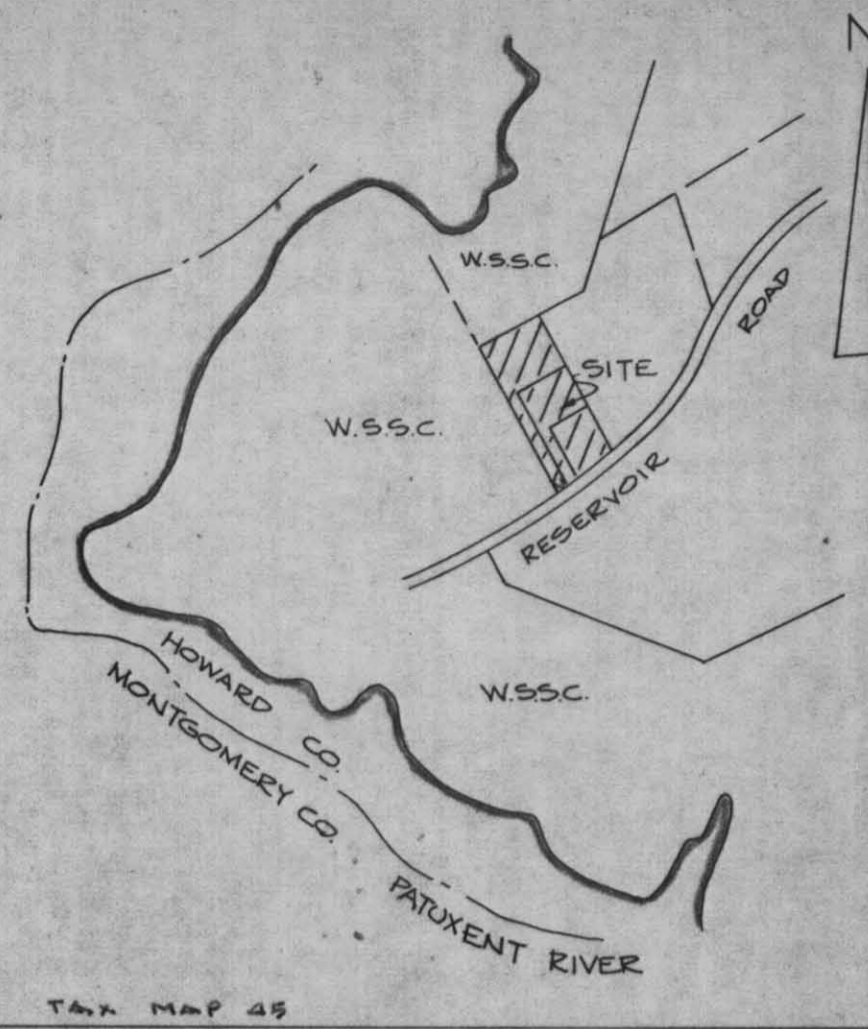 N
W.S.S.C.
ROAD
SITE
W.S.S.C.
RESERVOIR
W.S.S.C.
HOWARD CO.
MONTGOMERY CO.
PATUXENT RIVER
TAX MAP 45